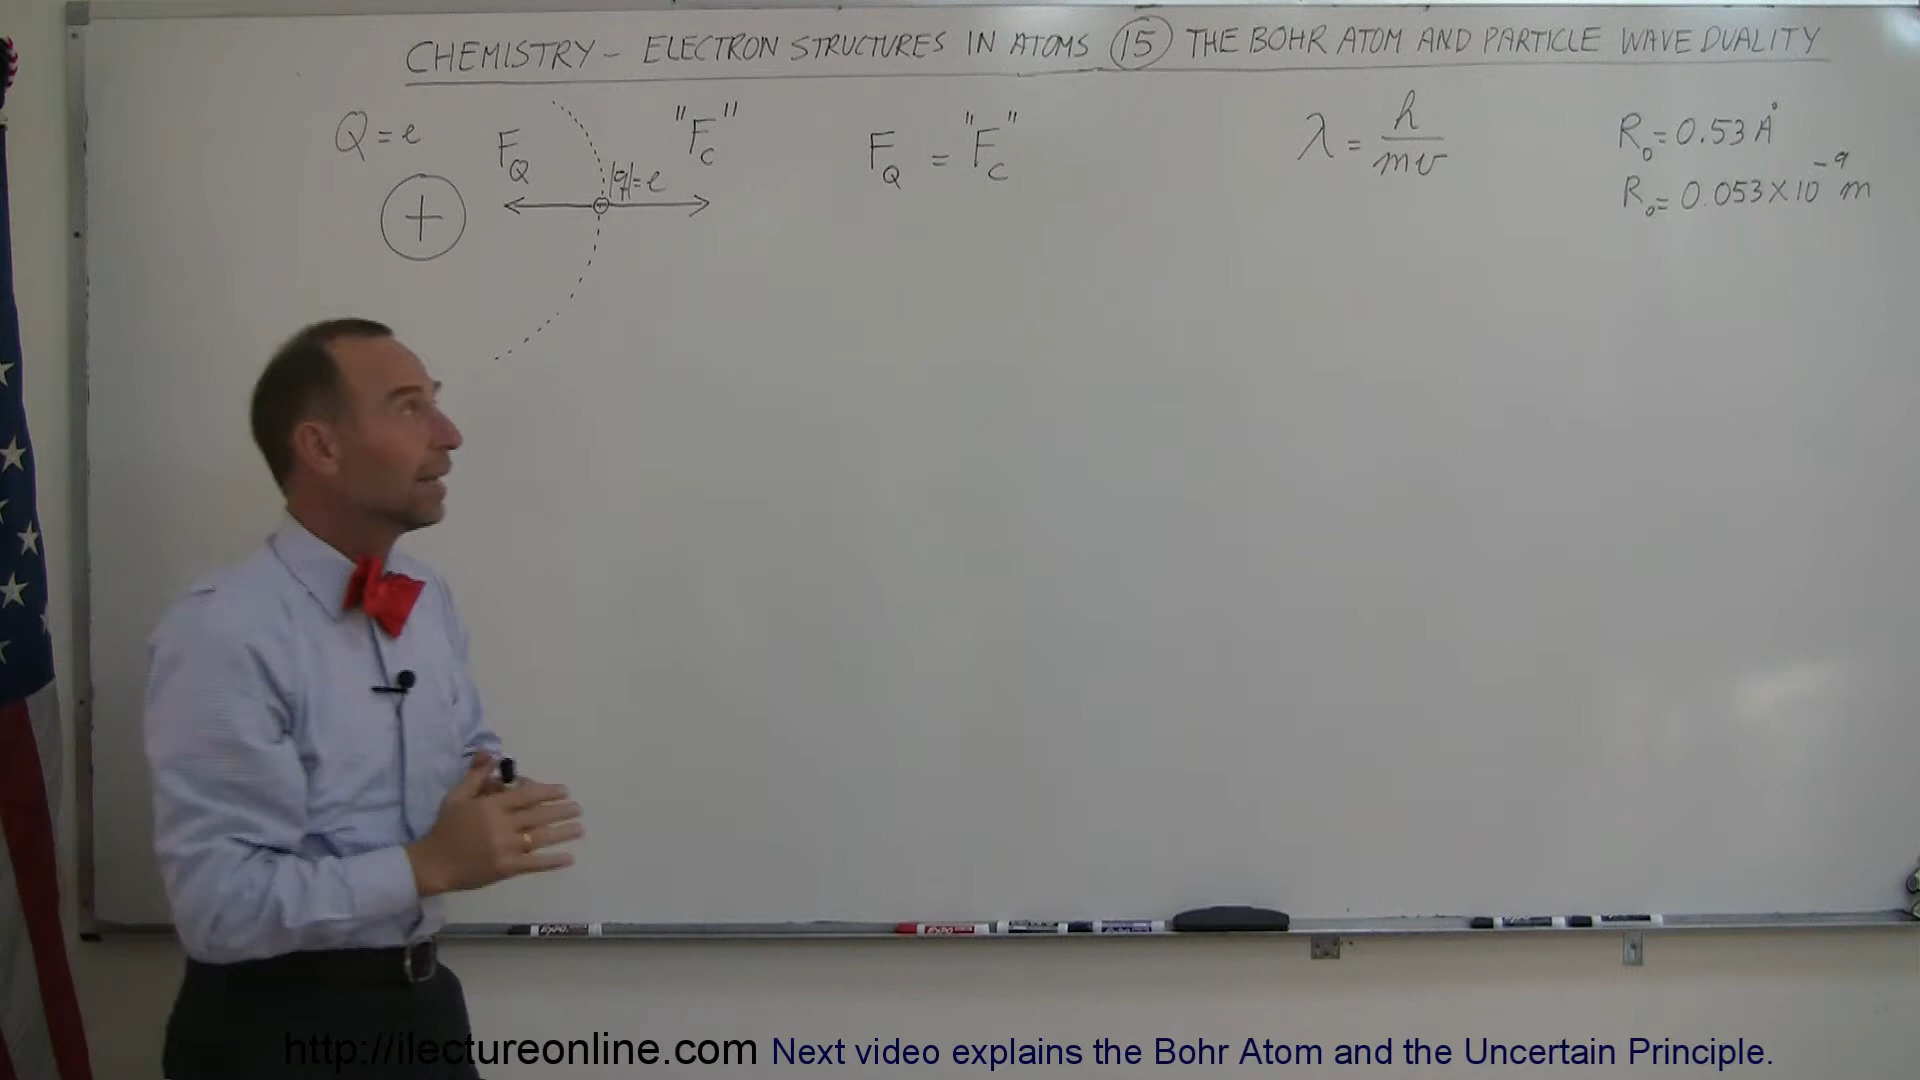 CHEMISTRY – ELECTRON STRUCTURES IN ATOMS (15) THE BOHR ATOM AND PARTICLE WAVE DUALITY
Q = e
F_Q
"F_C"
|q| = e
+
F_Q = "F_C"
λ = h / mv
R₀ = 0.53 Å
R₀ = 0.053 × 10⁻⁹ m
EXPO
EXPO
http://ilectureonline.com Next video explains the Bohr Atom and the Uncertain Principle.